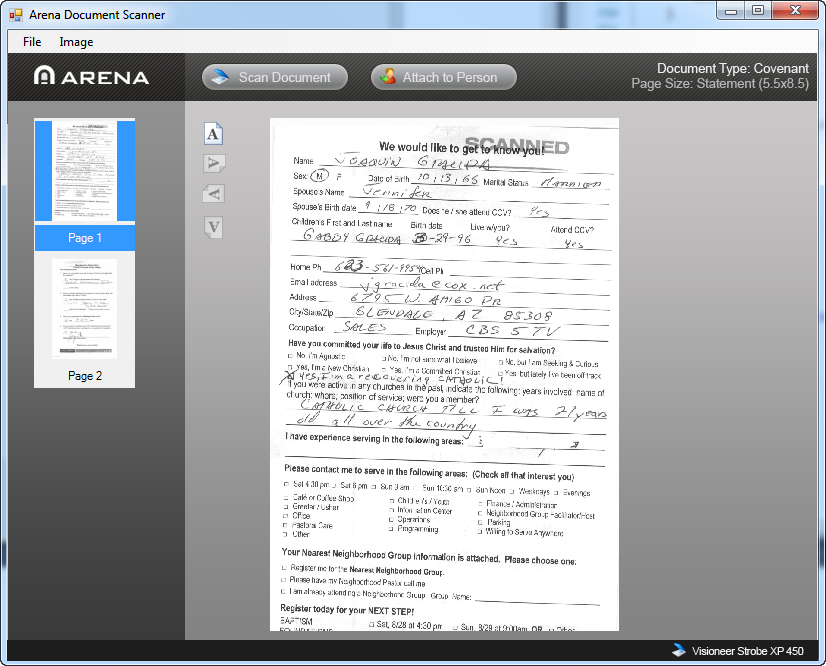 Arena Document Scanner
File Image
ARENA
Scan Document
Attach to Person
Document Type: Covenant
Page Size: Statement (5.5x8.5)
Page 1
Page 2
A
A
A
V
SCANNED
We would like to get to know you!
Name JOAQUIN GRACIDA
Sex: M F Date of Birth 10/13/66 Marital Status MARRIED
Spouse's Name Jennifer
Spouse's Birth date 9/18/70 Does he / she attend CCV? Yes
Children's First and Last name Birth date Live w/you? Attend CCV?
GABBY GRACIDA -29-96 Yes Yes
Home Ph 623-561-9959 Cell Ph
Email address jgracida@cox.net
Address 6795 W. AMIGO DR
City/State/Zip GLENDALE, AZ 85308
Occupation SALES Employer CBS 5 TV
Have you committed your life to Jesus Christ and trusted Him for salvation?
No, I'm Agnostic No, I'm not sure what I believe No, but I am Seeking & Curious
Yes, I'm a New Christian Yes, I'm a Committed Christian Yes, but lately I've been off track
X Yes, I'm a recovering CATHOLIC!
If you were active in any churches in the past, indicate the following: years involved, name of
church; where; position of service; were you a member?
CATHOLIC CHURCH TILL I was 21 years
old all over the country
I have experience serving in the following areas:
Please contact me to serve in the following areas: (Check all that interest you)
Sat 4:30 pm Sat 6 pm Sun 9 am Sun 10:30 am Sun Noon Weekdays Evenings
Café or Coffee Shop Children's / Youth Finance / Administration
Greeter / Usher Information Center Neighborhood Group Facilitator/Host
Office Operations Parking
Pastoral Care Programming Willing to Serve Anywhere
Other
Your Nearest Neighborhood Group information is attached. Please choose one:
Register me for the Nearest Neighborhood Group.
Please have my Neighborhood Pastor call me
I am already attending a Neighborhood Group Group Name:
Register today for your NEXT STEP!
BAPTISM Sat, 8/28 at 4:30 pm Sun, 8/29 at 9:00am OR Other
FOUNDATIONS
Visioneer Strobe XP 450